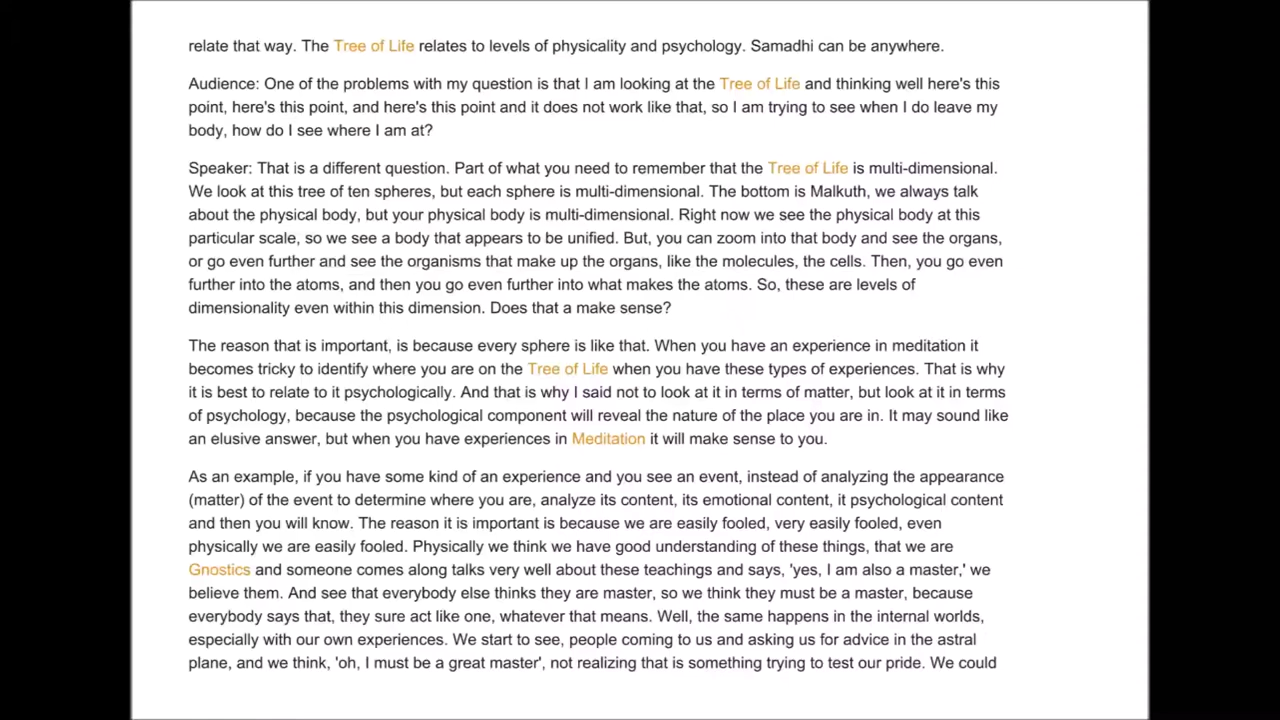 relate that way. The Tree of Life relates to levels of physicality and psychology. Samadhi can be anywhere.
Audience: One of the problems with my question is that I am looking at the Tree of Life and thinking well here's this
point, here's this point, and here's this point and it does not work like that, so I am trying to see when I do leave my
body, how do I see where I am at?
Speaker: That is a different question. Part of what you need to remember that the Tree of Life is multi-dimensional.
We look at this tree of ten spheres, but each sphere is multi-dimensional. The bottom is Malkuth, we always talk
about the physical body, but your physical body is multi-dimensional. Right now we see the physical body at this
particular scale, so we see a body that appears to be unified. But, you can zoom into that body and see the organs,
or go even further and see the organisms that make up the organs, like the molecules, the cells. Then, you go even
further into the atoms, and then you go even further into what makes the atoms. So, these are levels of
dimensionality even within this dimension. Does that a make sense?
The reason that is important, is because every sphere is like that. When you have an experience in meditation it
becomes tricky to identify where you are on the Tree of Life when you have these types of experiences. That is why
it is best to relate to it psychologically. And that is why I said not to look at it in terms of matter, but look at it in terms
of psychology, because the psychological component will reveal the nature of the place you are in. It may sound like
an elusive answer, but when you have experiences in Meditation it will make sense to you.
As an example, if you have some kind of an experience and you see an event, instead of analyzing the appearance
(matter) of the event to determine where you are, analyze its content, its emotional content, it psychological content
and then you will know. The reason it is important is because we are easily fooled, very easily fooled, even
physically we are easily fooled. Physically we think we have good understanding of these things, that we are
Gnostics and someone comes along talks very well about these teachings and says, 'yes, I am also a master,' we
believe them. And see that everybody else thinks they are master, so we think they must be a master, because
everybody says that, they sure act like one, whatever that means. Well, the same happens in the internal worlds,
especially with our own experiences. We start to see, people coming to us and asking us for advice in the astral
plane, and we think, 'oh, I must be a great master', not realizing that is something trying to test our pride. We could